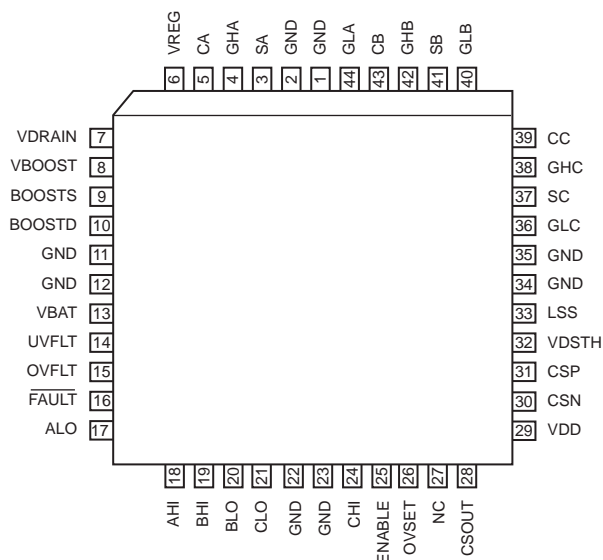 VREG CA GHA SA GND GND GLA CB GHB SB GLB
6 5 4 3 2 1 44 43 42 41 40
VDRAIN 7
VBOOST 8
BOOSTS 9
BOOSTD 10
GND 11
GND 12
VBAT 13
UVFLT 14
OVFLT 15
FAULT 16
ALO 17
39 CC
38 GHC
37 SC
36 GLC
35 GND
34 GND
33 LSS
32 VDSTH
31 CSP
30 CSN
29 VDD
18 19 20 21 22 23 24 25 26 27 28
AHI BHI BLO CLO GND GND CHI ENABLE OVSET NC CSOUT